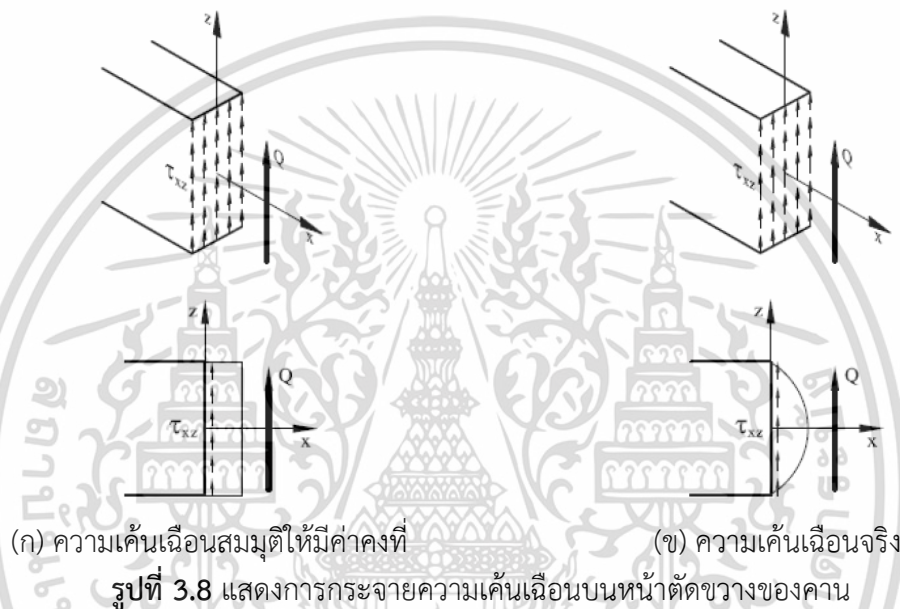 z z
τxz Q τxz Q
x x
z z
Q Q
τxz x τxz x
(ก) ความเค้นเฉือนสมมุติให้มีค่าคงที่ (ข) ความเค้นเฉือนจริง
รูปที่ 3.8 แสดงการกระจายความเค้นเฉือนบนหน้าตัดขวางของคาน